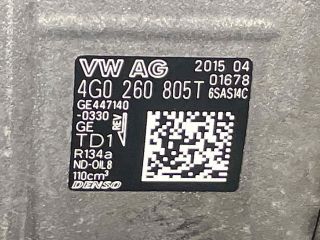 VW AG 2015 04
01678
4G0 260 805T 6SAS14C
GE447140
-0330
GE REV
TD1
R134a
ND-OIL8
110cm³
DENSO